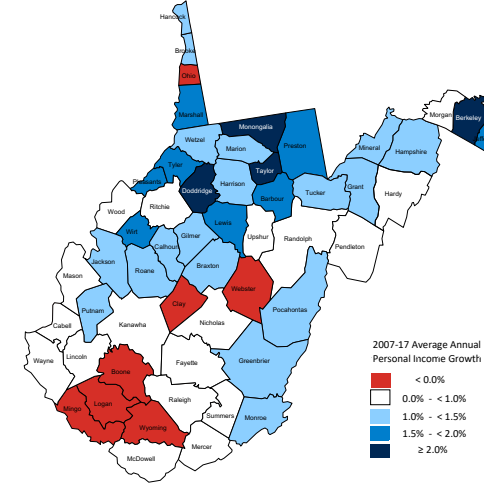 Hancock
Brooke
Ohio
Marshall
Wetzel
Monongalia
Marion
Preston
Taylor
Tyler
Pleasants
Doddridge
Harrison
Barbour
Tucker
Grant
Mineral
Hampshire
Morgan
Berkeley
Hardy
Wood
Ritchie
Wirt
Calhoun
Gilmer
Lewis
Upshur
Randolph
Pendleton
Mason
Jackson
Roane
Braxton
Webster
Pocahontas
Putnam
Clay
Nicholas
Cabell
Kanawha
Wayne
Lincoln
Boone
Fayette
Greenbrier
Mingo
Logan
Raleigh
Wyoming
Summers
Monroe
McDowell
Mercer
2007-17 Average Annual
Personal Income Growth
< 0.0%
0.0% - < 1.0%
1.0% - < 1.5%
1.5% - < 2.0%
≥ 2.0%